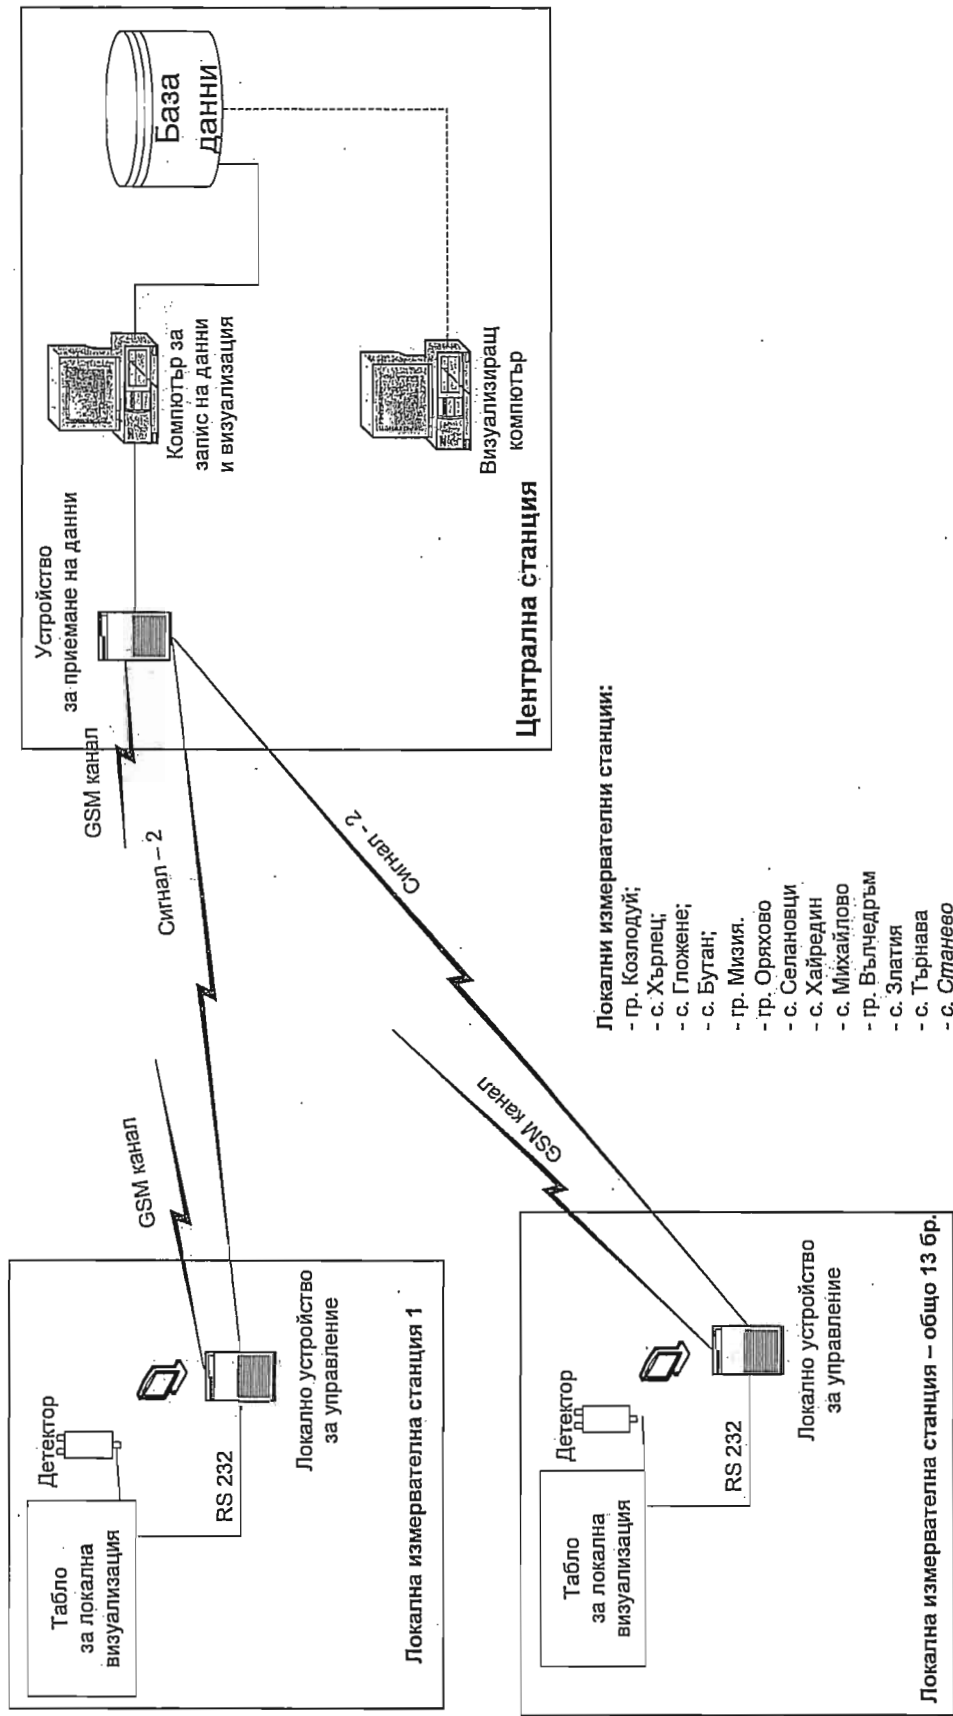 Табло
за локална
визуализация
Детектор
RS 232
Локално устройство
за управление
Локална измервателна станция 1
GSM канал
Сигнал – 2
GSM канал
Устройство
за приемане на данни
Компютър за
запис на данни
и визуализация
База
данни
Визуализиращ
компютър
Централна станция
Табло
за локална
визуализация
Детектор
RS 232
Локално устройство
за управление
Локална измервателна станция – общо 13 бр.
GSM канал
Сигнал - 2
Локални измервателни станции:
- гр. Козлодуй;
- с. Хърлец;
- с. Гложене;
- с. Бутан;
- гр. Мизия.
- гр. Оряхово
- с. Селановци
- с. Хайредин
- с. Михайлово
- гр. Вълчедръм
- с. Златия
- с. Търнава
- с. Станево